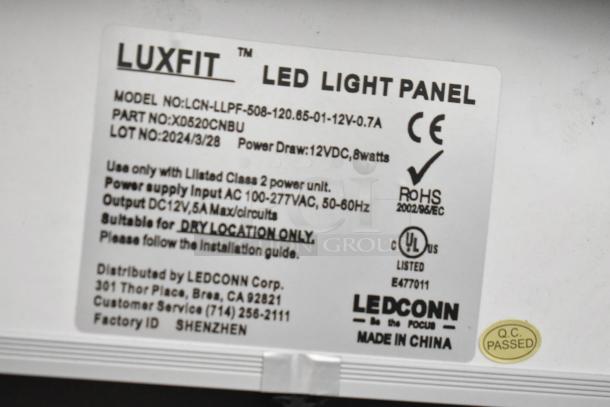 LUXFIT ™ LED LIGHT PANEL
MODEL NO:LCN-LLPF-508-120.65-01-12V-0.7A
PART NO:X0520CNBU
LOT NO:2024/3/28 Power Draw:12VDC,8watts
CE
RoHS
2002/95/EC
Use only with Llisted Class 2 power unit.
Power supply Input AC 100-277VAC, 50-60Hz
Output DC12V,5A Max/circuits
Suitable for DRY LOCATION ONLY.
Please follow the installation guide.
C UL US
LISTED
E477011
Distributed by LEDCONN Corp.
301 Thor Place, Brea, CA 92821
Customer Service (714) 256-2111
Factory ID SHENZHEN
LEDCONN
Be the FOCUS
MADE IN CHINA
Q.C.
PASSED